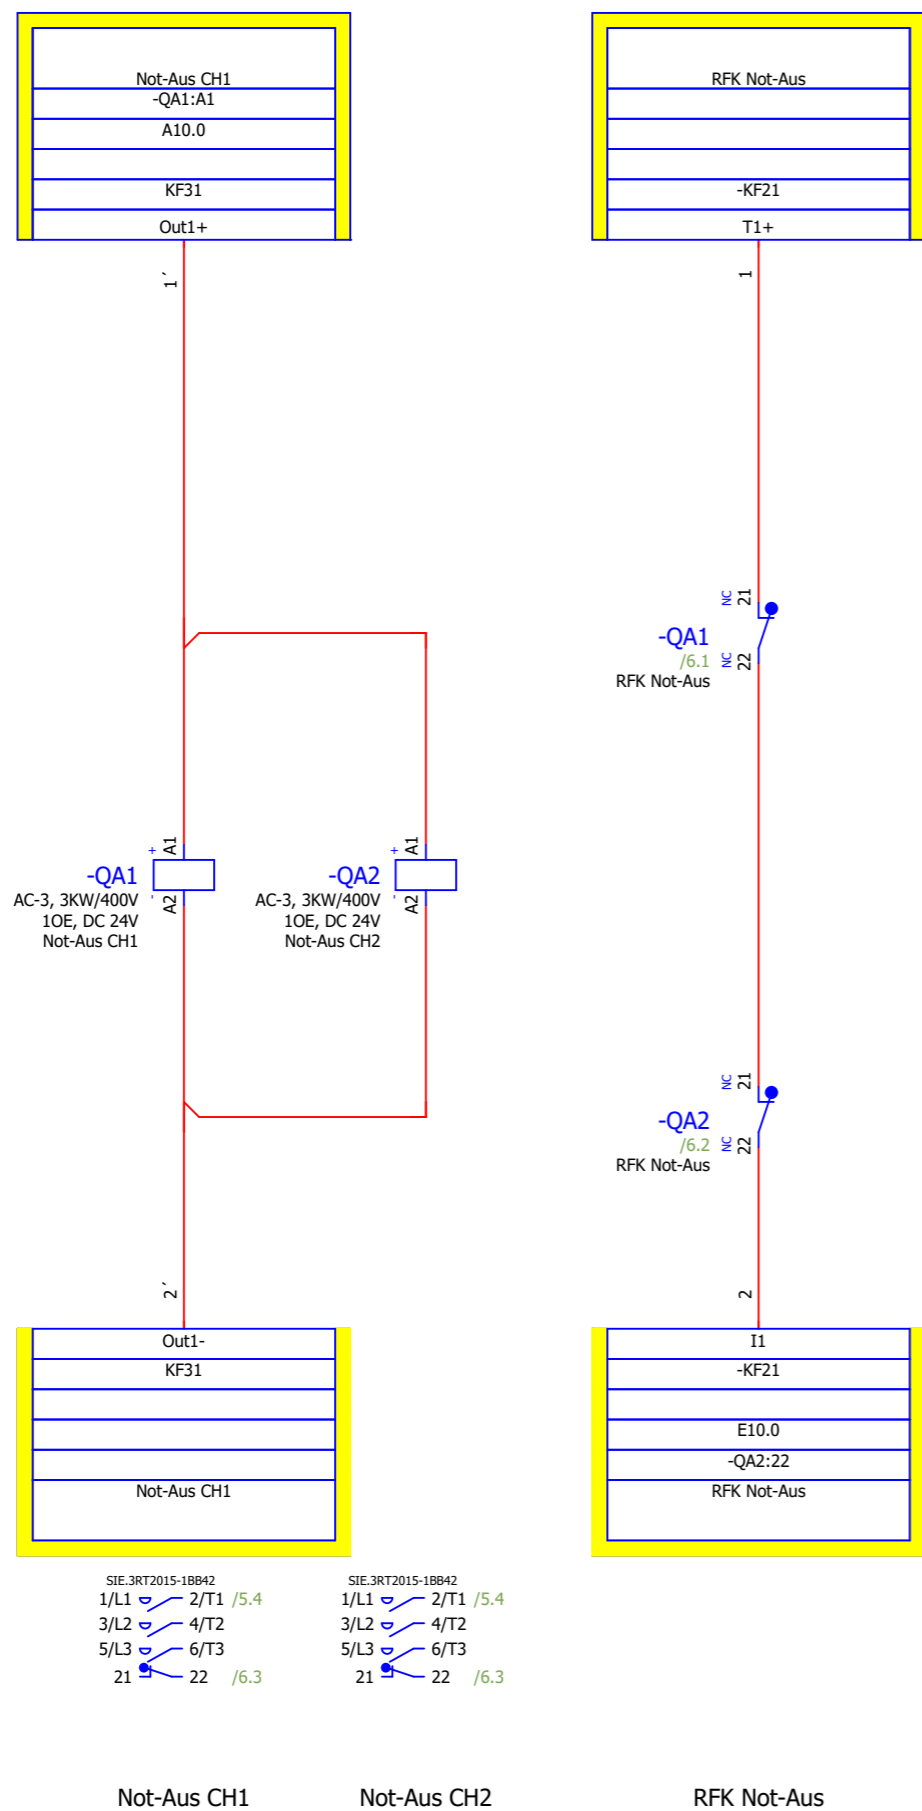 Not-Aus CH1
-QA1:A1
A10.0
KF31
Out1+
1´
RFK Not-Aus
-KF21
T1+
1
-QA1
AC-3, 3KW/400V
1OE, DC 24V
Not-Aus CH1
+
-
A1
A2
-QA2
AC-3, 3KW/400V
1OE, DC 24V
Not-Aus CH2
+
-
A1
A2
-QA1
/6.1
RFK Not-Aus
NC 21
NC 22
-QA2
/6.2
RFK Not-Aus
NC 21
NC 22
2´
Out1-
KF31
Not-Aus CH1
2
I1
-KF21
E10.0
-QA2:22
RFK Not-Aus
SIE.3RT2015-1BB42
1/L1 2/T1 /5.4
3/L2 4/T2
5/L3 6/T3
21 22 /6.3
SIE.3RT2015-1BB42
1/L1 2/T1 /5.4
3/L2 4/T2
5/L3 6/T3
21 22 /6.3
Not-Aus CH1
Not-Aus CH2
RFK Not-Aus